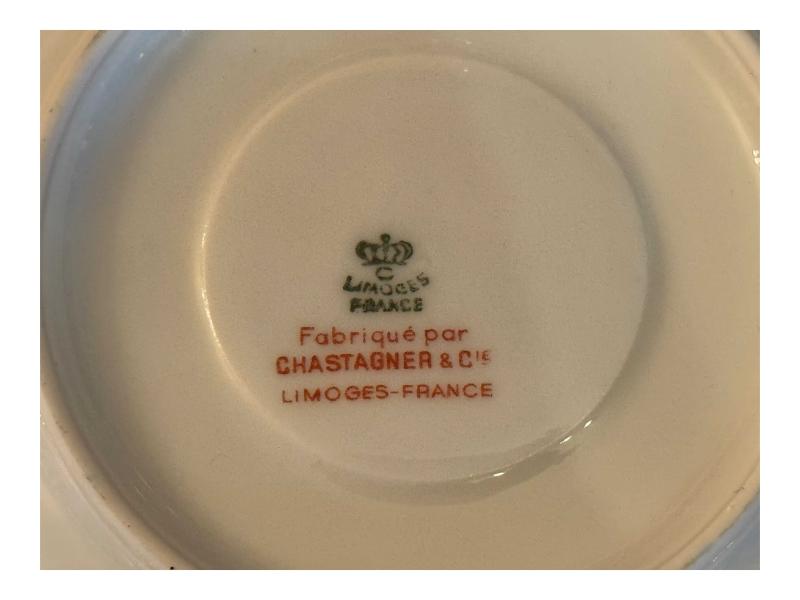 C
LIMOGES
FRANCE
Fabriqué par
CHASTAGNER & CIE
LIMOGES-FRANCE